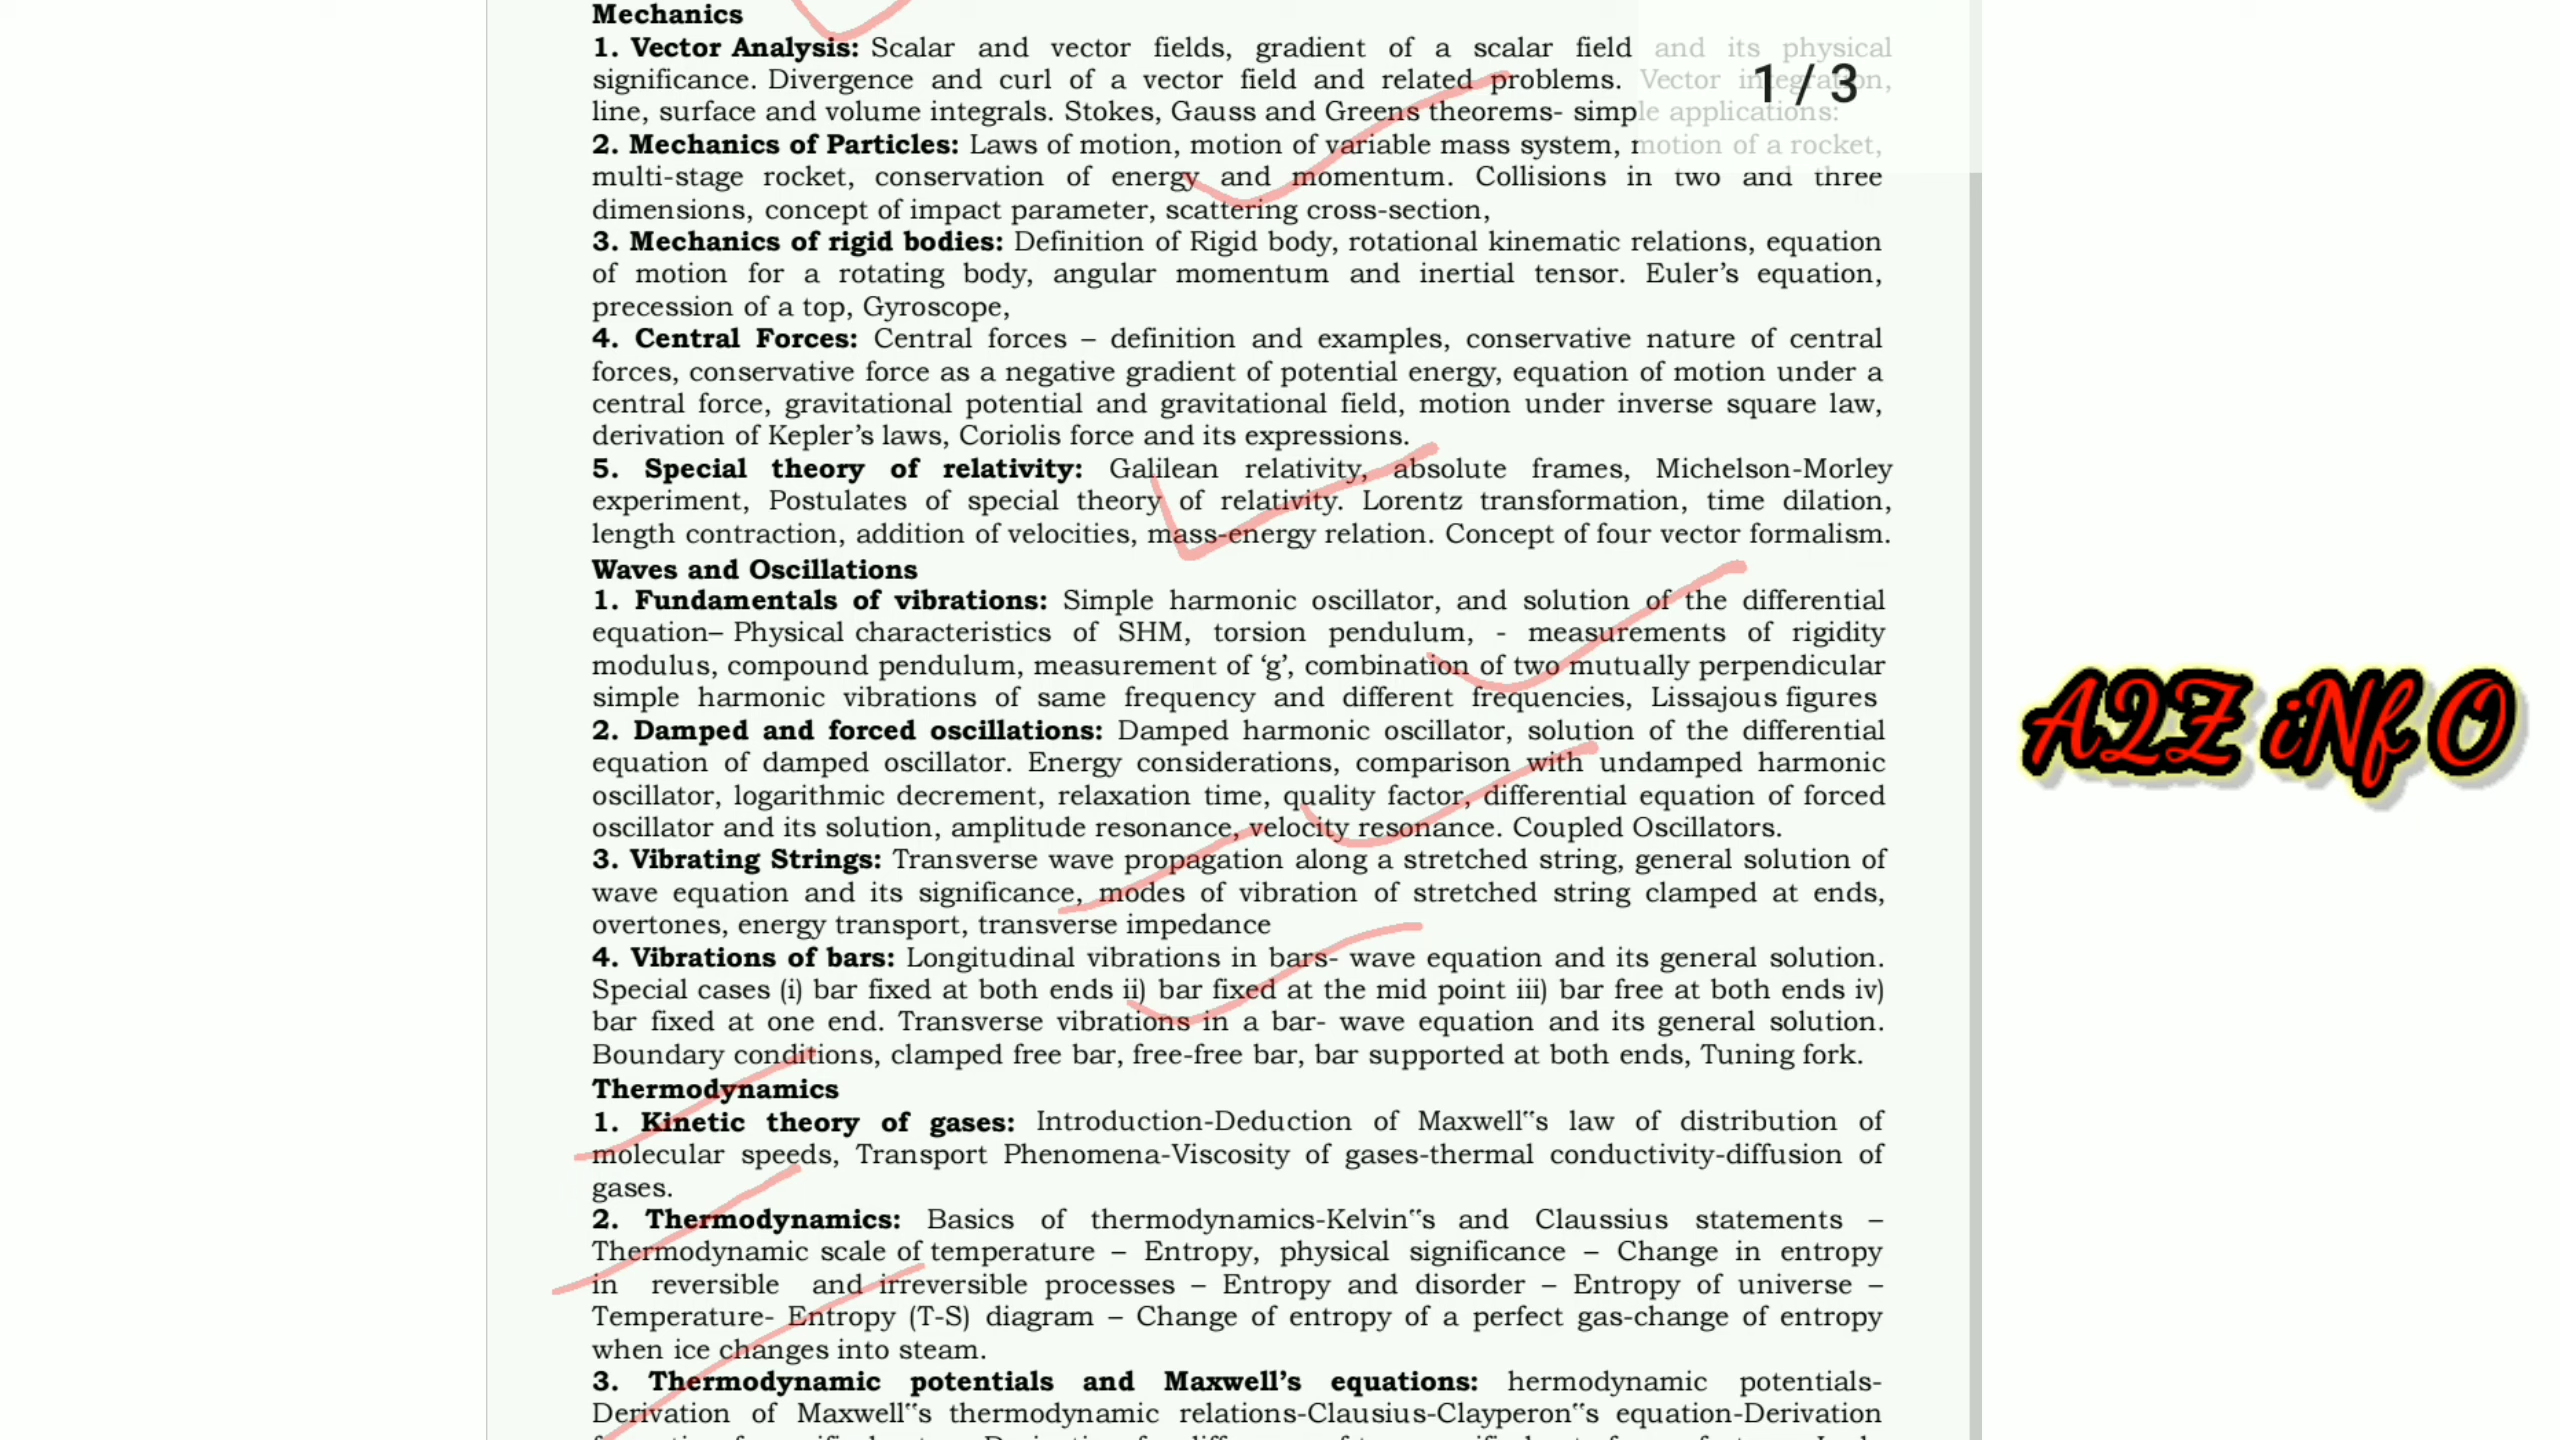 Mechanics
1. Vector Analysis: Scalar and vector fields, gradient of a scalar field and its physical
significance. Divergence and curl of a vector field and related problems. Vector integration,
line, surface and volume integrals. Stokes, Gauss and Greens theorems- simple applications:
1 / 3
2. Mechanics of Particles: Laws of motion, motion of variable mass system, motion of a rocket,
multi-stage rocket, conservation of energy and momentum. Collisions in two and three
dimensions, concept of impact parameter, scattering cross-section,
3. Mechanics of rigid bodies: Definition of Rigid body, rotational kinematic relations, equation
of motion for a rotating body, angular momentum and inertial tensor. Euler’s equation,
precession of a top, Gyroscope,
4. Central Forces: Central forces – definition and examples, conservative nature of central
forces, conservative force as a negative gradient of potential energy, equation of motion under a
central force, gravitational potential and gravitational field, motion under inverse square law,
derivation of Kepler’s laws, Coriolis force and its expressions.
5. Special theory of relativity: Galilean relativity, absolute frames, Michelson-Morley
experiment, Postulates of special theory of relativity. Lorentz transformation, time dilation,
length contraction, addition of velocities, mass-energy relation. Concept of four vector formalism.
Waves and Oscillations
1. Fundamentals of vibrations: Simple harmonic oscillator, and solution of the differential
equation– Physical characteristics of SHM, torsion pendulum, - measurements of rigidity
modulus, compound pendulum, measurement of ‘g’, combination of two mutually perpendicular
simple harmonic vibrations of same frequency and different frequencies, Lissajous figures
2. Damped and forced oscillations: Damped harmonic oscillator, solution of the differential
equation of damped oscillator. Energy considerations, comparison with undamped harmonic
oscillator, logarithmic decrement, relaxation time, quality factor, differential equation of forced
oscillator and its solution, amplitude resonance, velocity resonance. Coupled Oscillators.
3. Vibrating Strings: Transverse wave propagation along a stretched string, general solution of
wave equation and its significance, modes of vibration of stretched string clamped at ends,
overtones, energy transport, transverse impedance
4. Vibrations of bars: Longitudinal vibrations in bars- wave equation and its general solution.
Special cases (i) bar fixed at both ends ii) bar fixed at the mid point iii) bar free at both ends iv)
bar fixed at one end. Transverse vibrations in a bar- wave equation and its general solution.
Boundary conditions, clamped free bar, free-free bar, bar supported at both ends, Tuning fork.
Thermodynamics
1. Kinetic theory of gases: Introduction-Deduction of Maxwell‟s law of distribution of
molecular speeds, Transport Phenomena-Viscosity of gases-thermal conductivity-diffusion of
gases.
2. Thermodynamics: Basics of thermodynamics-Kelvin‟s and Claussius statements –
Thermodynamic scale of temperature – Entropy, physical significance – Change in entropy
in reversible and irreversible processes – Entropy and disorder – Entropy of universe –
Temperature- Entropy (T-S) diagram – Change of entropy of a perfect gas-change of entropy
when ice changes into steam.
3. Thermodynamic potentials and Maxwell’s equations: hermodynamic potentials-
Derivation of Maxwell‟s thermodynamic relations-Clausius-Clayperon‟s equation-Derivation
A2Z iNfO